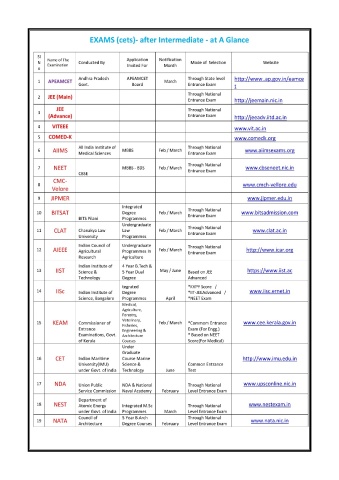 EXAMS (cets)- after Intermediate - at a Glance
Sl N o Name of The Examination Conducted By Application Invited For Notification Month Mode of Selection Website
1 APEAMCET Andhra Pradesh Govt. APEAMCET Board March Through State level Entrance Exam http://www.ap.gov.in/eamcet
2 JEE (Main) Through National Entrance Exam http://jeemain.nic.in
3 JEE (Advance) Through National Entrance Exam http://jeeadv.iitd.ac.in
4 VITEEE www.vit.ac.in
5 COMED-K www.comedk.org
6 AIIMS All India Institute of Medical Sciences MBBS Feb / March Through National Entrance Exam www.aiimsexams.org
7 NEET CBSE MBBS - BDS Feb / March Through National Entrance Exam www.cbseneet.nic.in
8 CMC-Velore www.cmch-vellore.edu
9 JIPMER www.jipmer.edu.in
10 BITSAT BITS Pilani Integrated Degree Programmes Feb / March Through National Entrance Exam www.bitsadmission.com
11 CLAT Chanakya Law University Undergraduate Law Programmes Feb / March Through National Entrance Exam www.clat.ac.in
12 AIEEE Indian Council of Agricultural Research Undergraduate Programmes in Agriculture Feb / March Through National Entrance Exam http://www.icar.org
13 IIST Indian Institute of Science & Technology 4 Year B.Tech & 5 Year Dual Degree May / June Based on JEE Advanced https://www.iist.ac
14 IISc Indian Institute of Science, Bangalore tegrated Degree Programmes April *KVPY Score / *IIT-JEEAdvanced / *NEET Exam www.iisc.ernet.in
15 KEAM Commissioner of Entrance Examinations, Govt of Kerala Medical, Agriculture, Forestry, Veterinary, Fisheries, Engineering & Architecture Courses Feb / March *Common Entrance Exam (For Engg.) * Based on NEET Score(For Medical) www.cee.kerala.gov.in
16 CET Indian Maritime University(IMU) under Govt. of India Under Graduate Course Marine Science & Technology June Common Entrance Test http://www.imu.edu.in
17 NDA Union Public Service Commission NDA & National Naval Academy February Through National Level Entrance Exam www.upsconline.nic.in
18 NEST Department of Atomic Energy under Govt. of India Integrated M.Sc Programmes March Through National Level Entrance Exam www.nestexam.in
19 NATA Council of Architecture 5 Year B.Arch Degree Courses February Through National Level Entrance Exam www.nata.nic.in